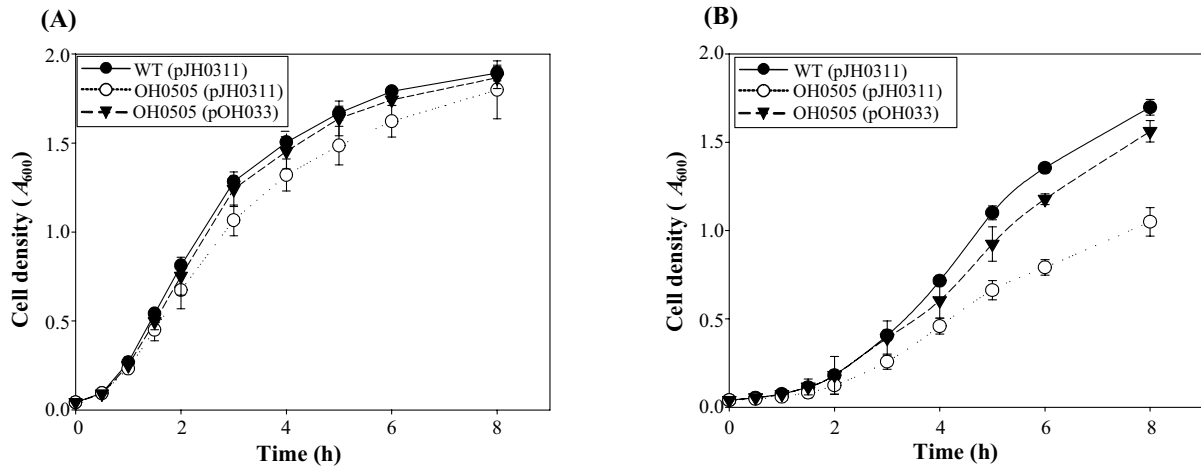 (A)
2.0
1.5
1.0
0.5
0.0
Cell density ( A600)
WT (pJH0311)
OH0505 (pJH0311)
OH0505 (pOH033)
0
2
4
6
8
Time (h)
(B)
2.0
1.5
1.0
0.5
0.0
Cell density ( A600)
WT (pJH0311)
OH0505 (pJH0311)
OH0505 (pOH033)
0
2
4
6
8
Time (h)